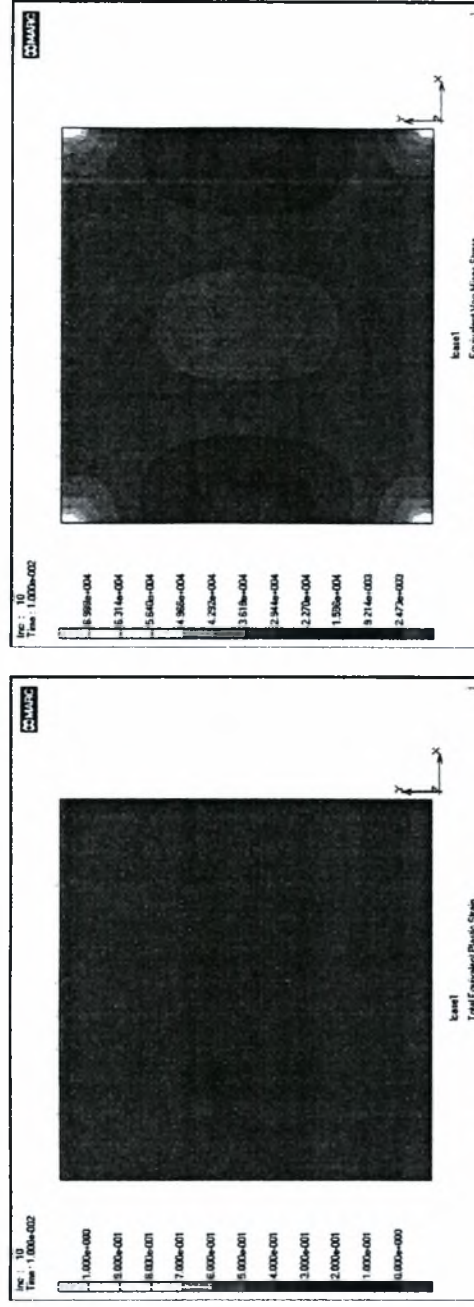 Inc : 10
Time : 1.000e-002
MARC
6.989e+004
6.314e+004
5.640e+004
4.966e+004
4.292e+004
3.618e+004
2.944e+004
2.270e+004
1.596e+004
9.214e+003
2.473e+003
Y
X
lcase1
Equivalent Von Mises Stress
1
Inc : 10
Time : 1.000e-002
MARC
1.000e+000
9.000e-001
8.000e-001
7.000e-001
6.000e-001
5.000e-001
4.000e-001
3.000e-001
2.000e-001
1.000e-001
0.000e+000
Y
X
lcase1
Total Equivalent Plastic Strain
1